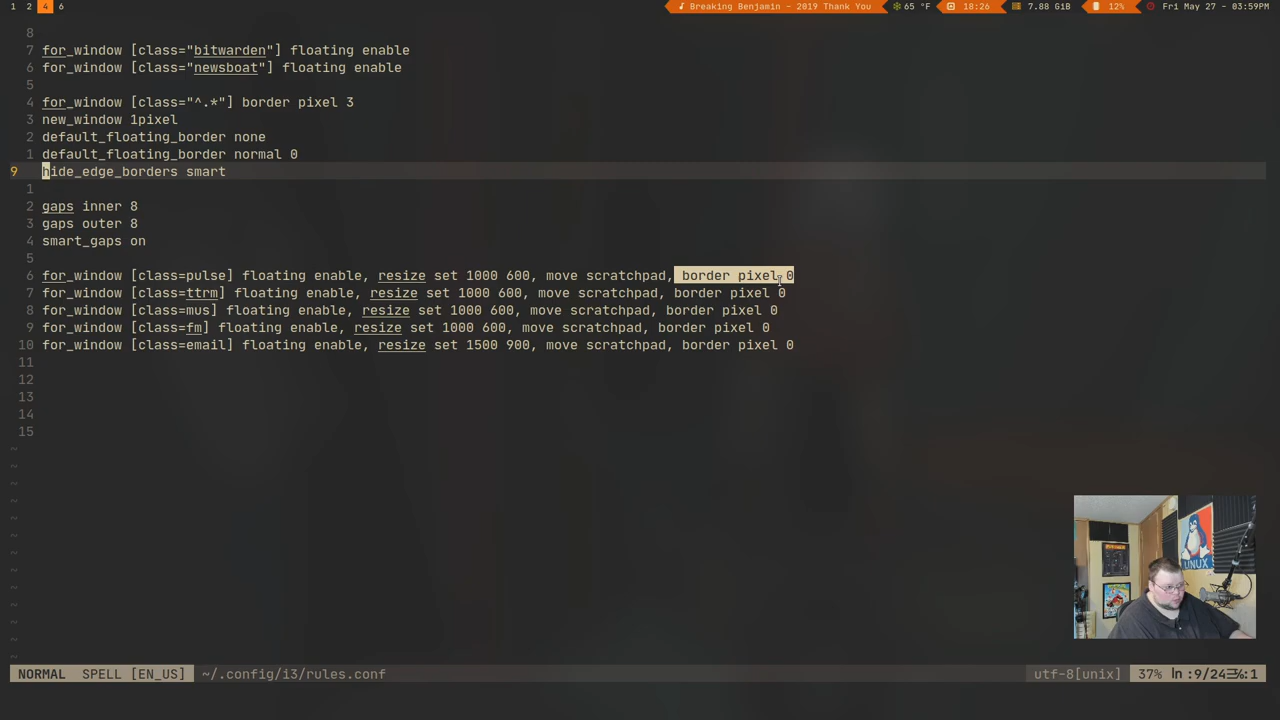 1 2 4 6 Breaking Benjamin – 2019 Thank You 65 °F 18:26 7.88 GiB 12% Fri May 27 - 03:59PM
8
7 for_window [class="bitwarden"] floating enable
6 for_window [class="newsboat"] floating enable
5
4 for_window [class="^.*"] border pixel 3
3 new_window 1pixel
2 default_floating_border none
1 default_floating_border normal 0
9 hide_edge_borders smart
1
2 gaps inner 8
3 gaps outer 8
4 smart_gaps on
5
6 for_window [class=pulse] floating enable, resize set 1000 600, move scratchpad, border pixel 0
7 for_window [class=ttrm] floating enable, resize set 1000 600, move scratchpad, border pixel 0
8 for_window [class=mus] floating enable, resize set 1000 600, move scratchpad, border pixel 0
9 for_window [class=fm] floating enable, resize set 1000 600, move scratchpad, border pixel 0
10 for_window [class=email] floating enable, resize set 1500 900, move scratchpad, border pixel 0
11
12
13
14
15
~
~
~
~
~
~
~
~
~
~
~
~
~
LINUX
NORMAL SPELL [EN_US] ~/.config/i3/rules.conf utf-8[unix] 37% ln :9/24☰℅:1